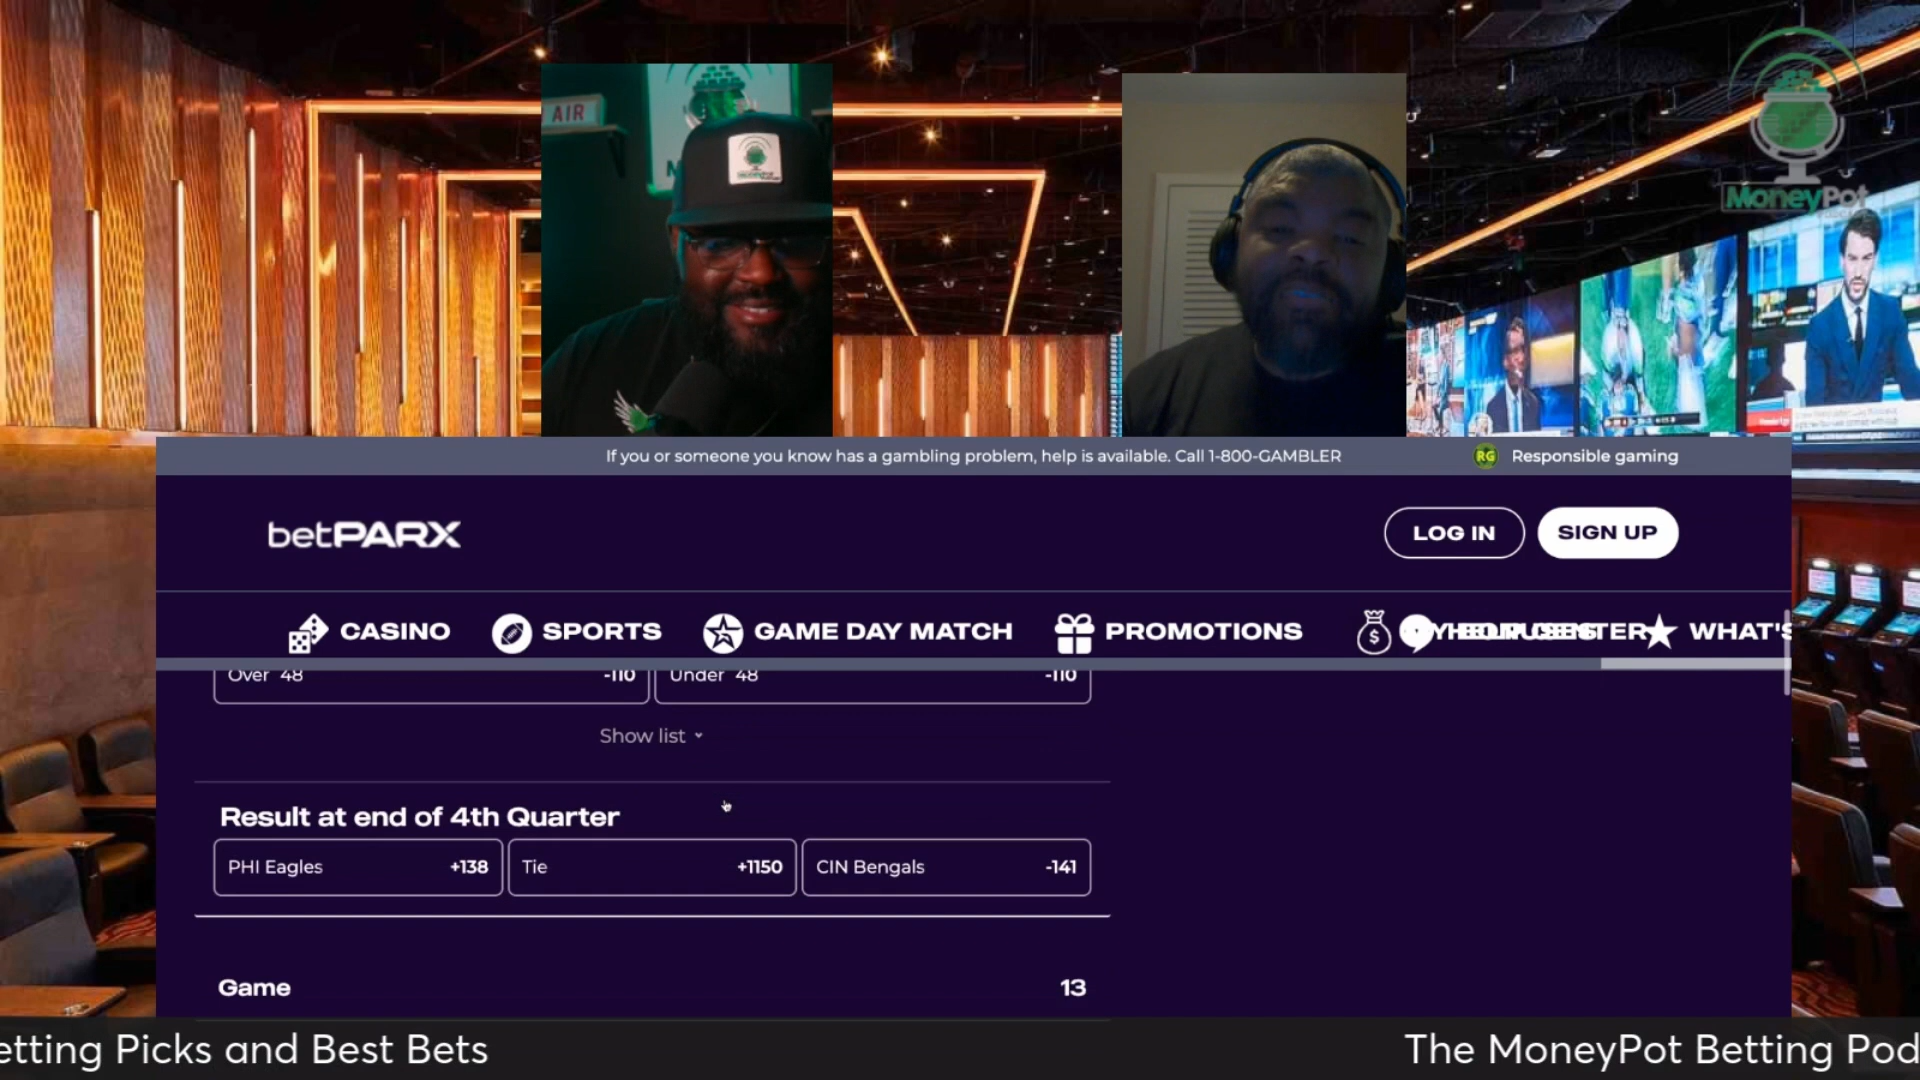 AIR
MoneyPot
If you or someone you know has a gambling problem, help is available. Call 1-800-GAMBLER
RG Responsible gaming
betPARX
LOG IN
SIGN UP
CASINO
SPORTS
GAME DAY MATCH
PROMOTIONS
WHAT'S
Over 48 -110
Under 48 -110
Show list
Result at end of 4th Quarter
PHI Eagles +138
Tie +1150
CIN Bengals -141
Game 13
etting Picks and Best Bets
The MoneyPot Betting Pod